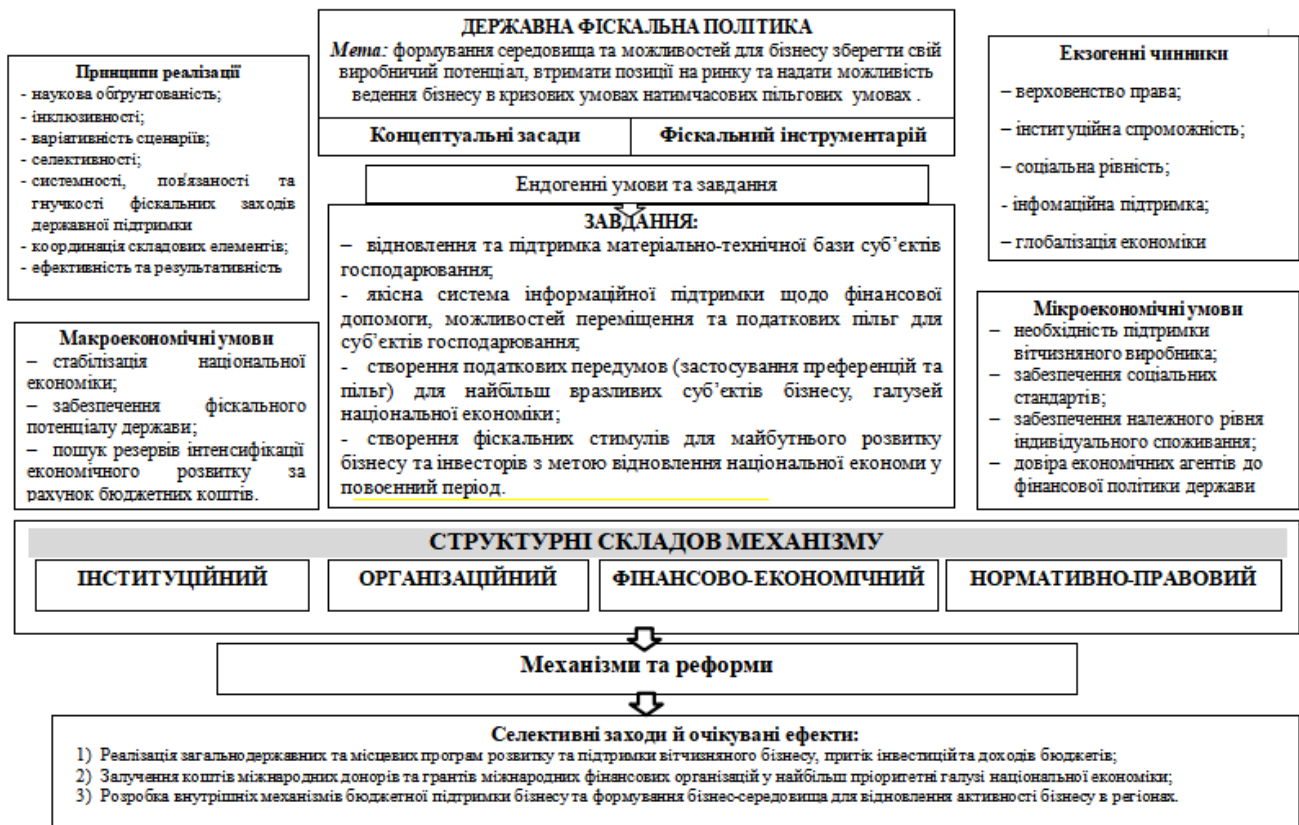 ДЕРЖАВНА ФІСКАЛЬНА ПОЛІТИКА
Мета: формування середовища та можливостей для бізнесу зберегти свій
виробничий потенціал, втримати позиції на ринку та надати можливість
ведення бізнесу в кризових умовах натимчасових пільгових умовах .
Концептуальні засади
Фіскальний інструментарій
Принципи реалізації
- наукова обґрунтованість;
- інклюзивності;
- варіативність сценаріїв;
- селективності;
- системності, пов'язаності та
гнучкості фіскальних заходів
державної підтримки
- координація складових елементів;
- ефективність та результативність
Екзогенні чинники
– верховенство права;
– інституційна спроможність;
– соціальна рівність;
- інфомаційна підтримка;
– глобалізація економіки
Ендогенні умови та завдання
ЗАВДАННЯ:
– відновлення та підтримка матеріально-технічної бази суб’єктів
господарювання;
- якісна система інформаційної підтримки щодо фінансової
допомоги, можливостей переміщення та податкових пільг для
суб’єктів господарювання;
– створення податкових передумов (застосування преференцій та
пільг) для найбільш вразливих суб’єктів бізнесу, галузей
національної економіки;
– створення фіскальних стимулів для майбутнього розвитку
бізнесу та інвесторів з метою відновлення національної економи у
повоєнний період.
Макроекономічні умови
– стабілізація національної
економіки;
– забезпечення фіскального
потенціалу держави;
– пошук резервів інтенсифікації
економічного розвитку за
рахунок бюджетних коштів.
Мікроекономічні умови
– необхідність підтримки
вітчизняного виробника;
– забезпечення соціальних
стандартів;
– забезпечення належного рівня
індивідуального споживання;
– довіра економічних агентів до
фінансової політики держави
СТРУКТУРНІ СКЛАДОВ МЕХАНІЗМУ
ІНСТИТУЦІЙНИЙ
ОРГАНІЗАЦІЙНИЙ
ФІНАНСОВО-ЕКОНОМІЧНИЙ
НОРМАТИВНО-ПРАВОВИЙ
Механізми та реформи
Селективні заходи й очікувані ефекти:
1) Реалізація загальнодержавних та місцевих програм розвитку та підтримки вітчизняного бізнесу, притік інвестицій та доходів бюджетів;
2) Залучення коштів міжнародних донорів та грантів міжнародних фінансових організацій у найбільш пріоритетні галузі національної економіки;
3) Розробка внутрішніх механізмів бюджетної підтримки бізнесу та формування бізнес-середовища для відновлення активності бізнесу в регіонах.